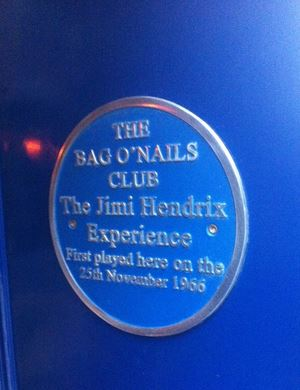 THE
BAG O'NAILS
CLUB
The Jimi Hendrix
Experience
First played here on the
25th November 1966